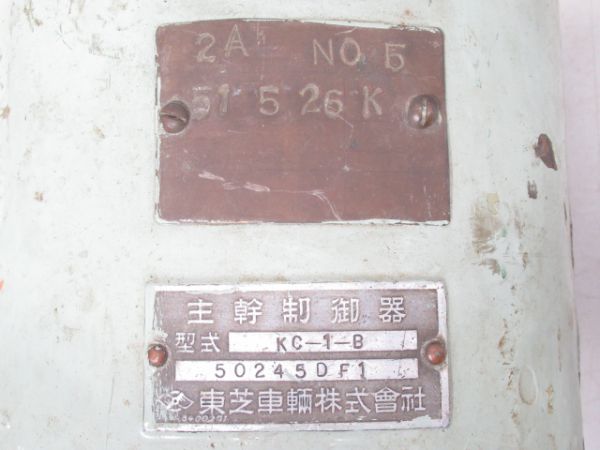 2A NO 5
51 5 26 K
主幹制御器
型式 KC-1-B
50245DF1
東芝車輛株式會社